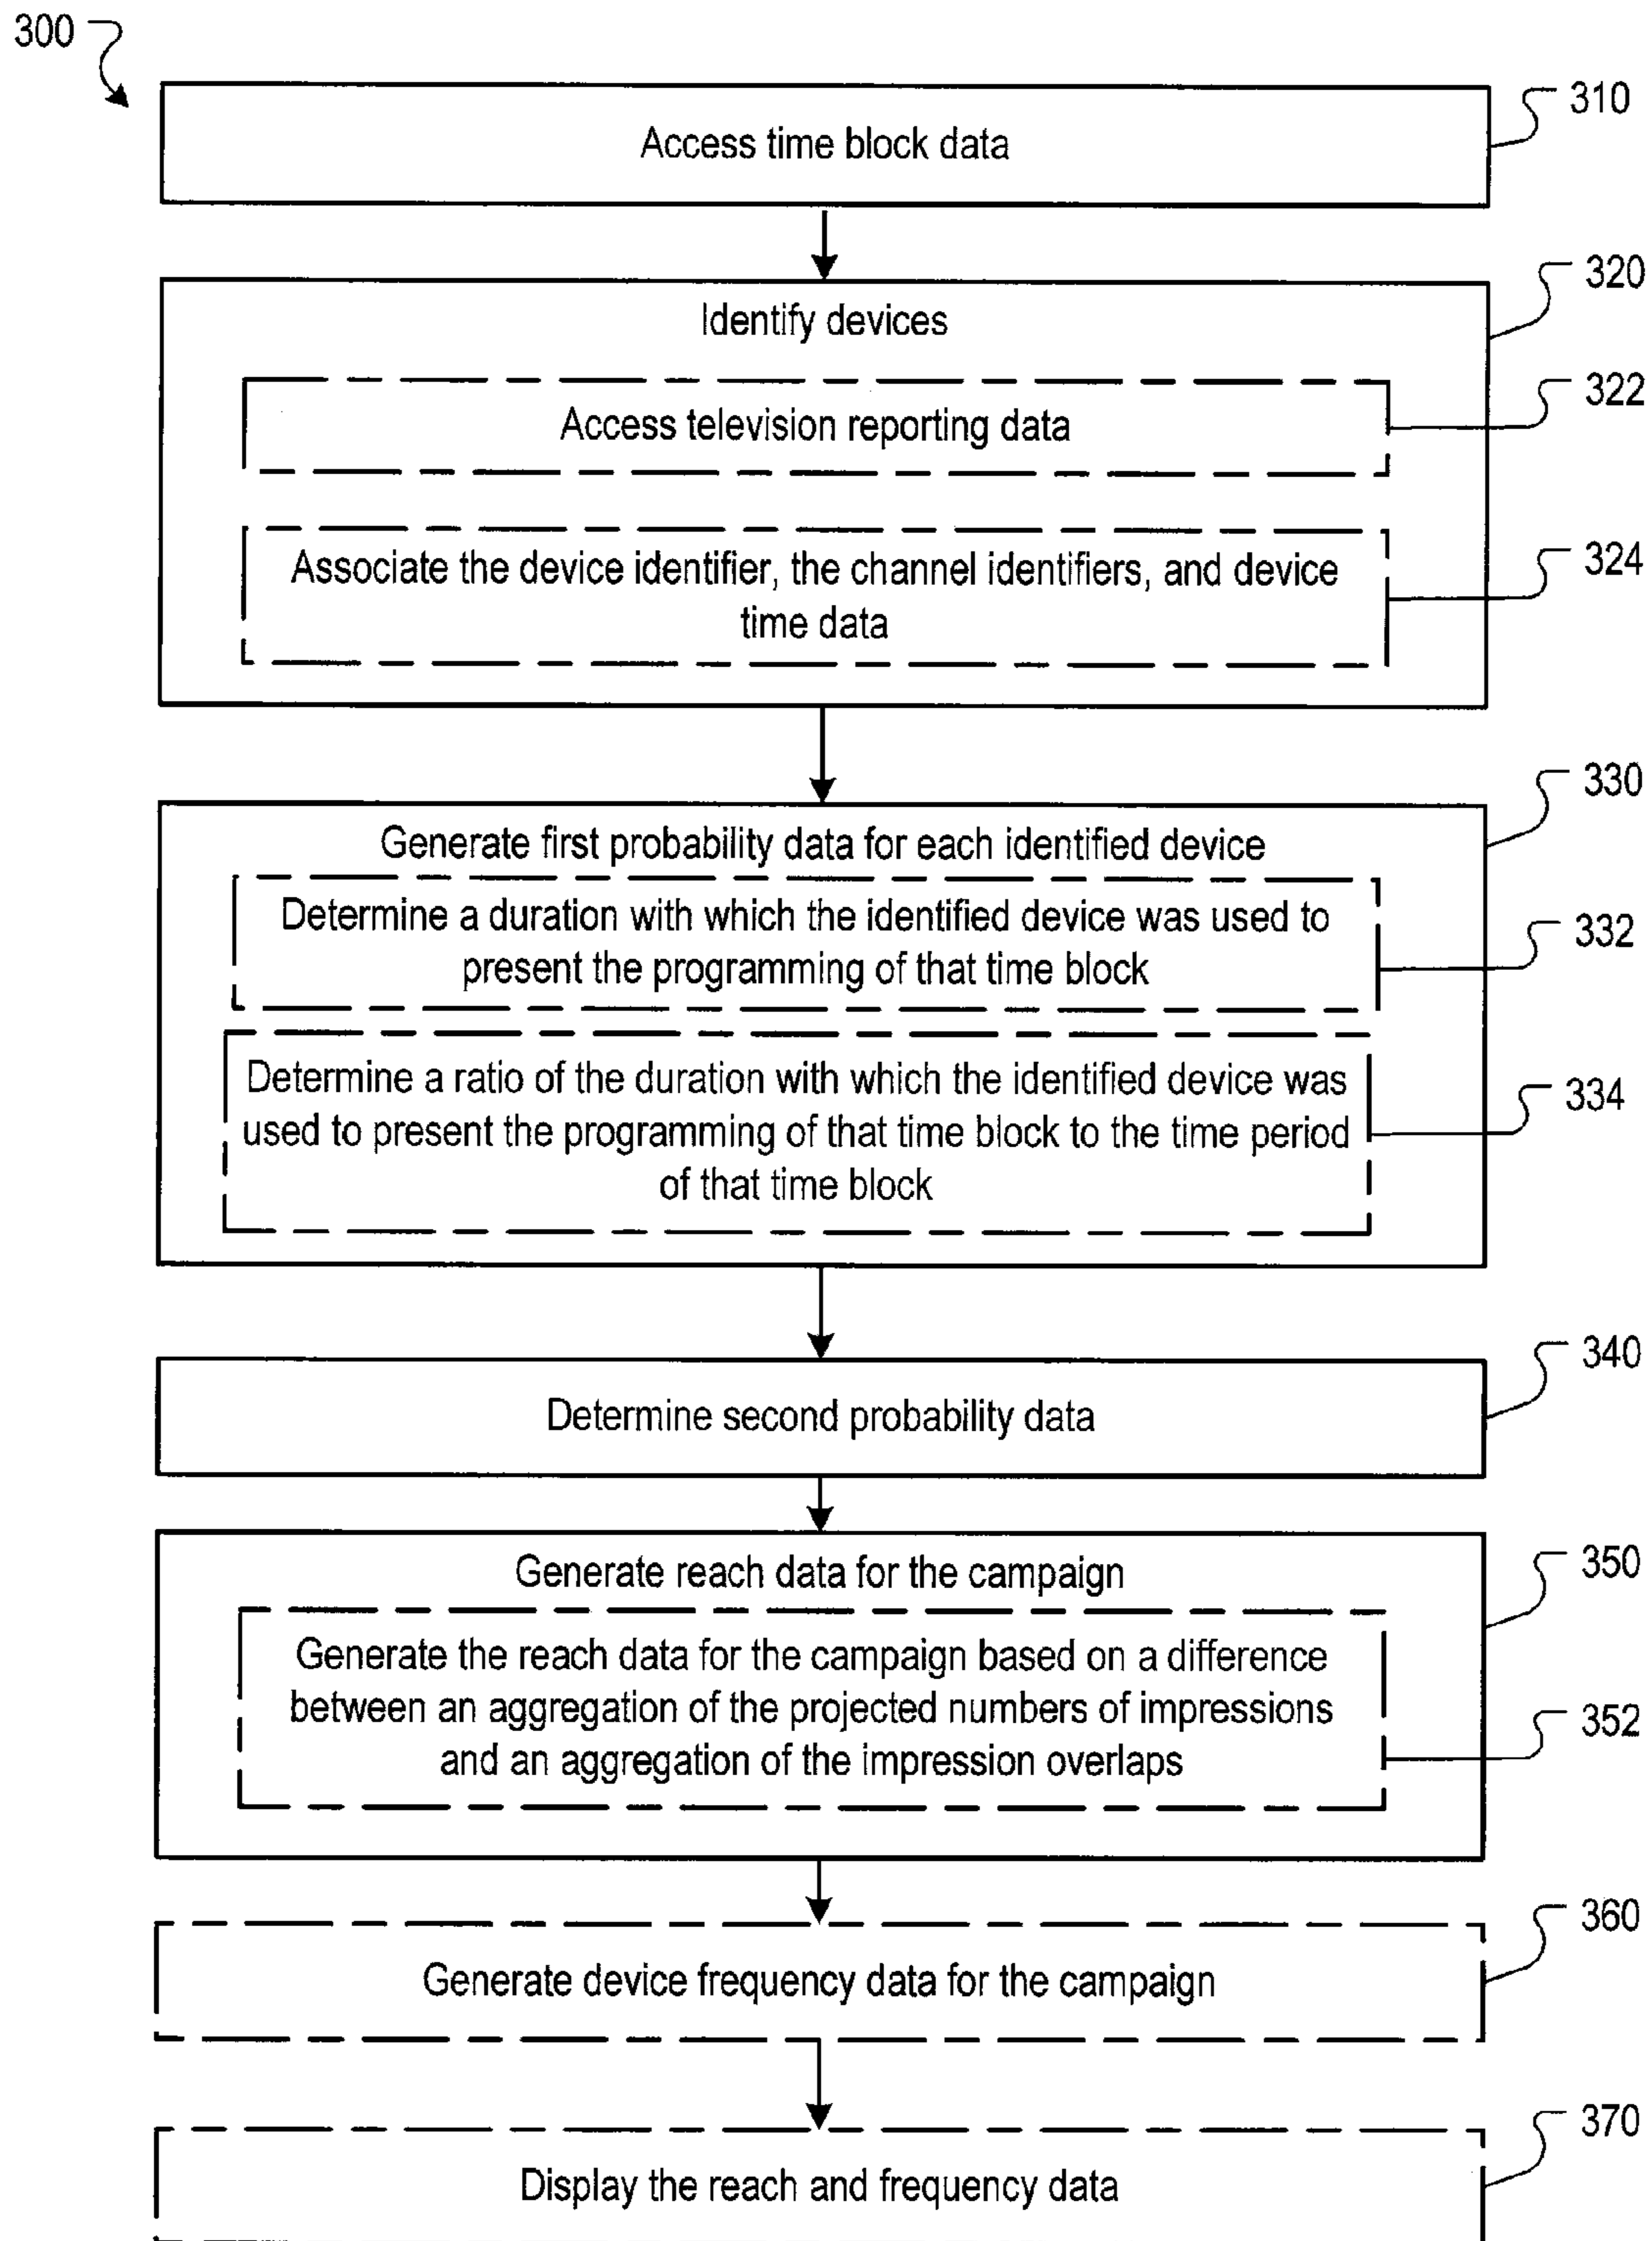 300
310
Access time block data
320
Identify devices
322
Access television reporting data
324
Associate the device identifier, the channel identifiers, and device
time data
330
Generate first probability data for each identified device
Determine a duration with which the identified device was used to
present the programming of that time block
332
Determine a ratio of the duration with which the identified device was
used to present the programming of that time block to the time period
of that time block
334
340
Determine second probability data
350
Generate reach data for the campaign
Generate the reach data for the campaign based on a difference
between an aggregation of the projected numbers of impressions
and an aggregation of the impression overlaps
352
360
Generate device frequency data for the campaign
370
Display the reach and frequency data